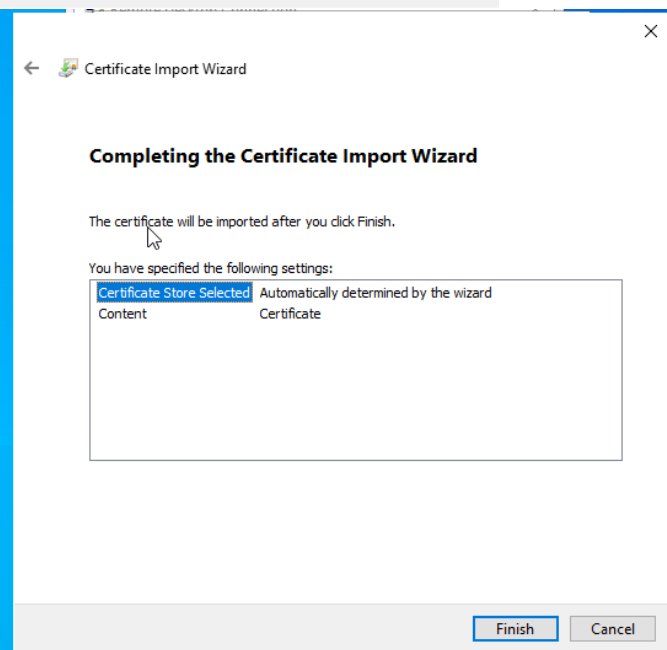 Certificate Import Wizard
Completing the Certificate Import Wizard
The certificate will be imported after you click Finish.
You have specified the following settings:
Certificate Store Selected Automatically determined by the wizard
Content Certificate
Finish Cancel